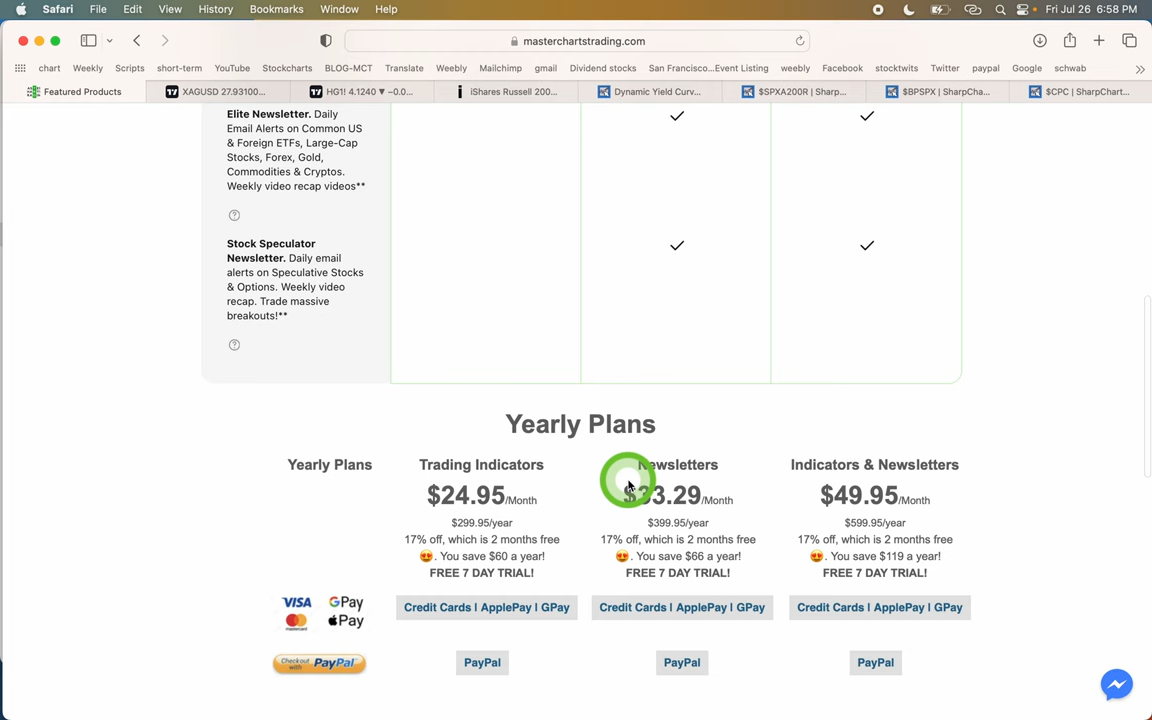 Safari File Edit View History Bookmarks Window Help Fri Jul 26 6:58 PM
masterchartstrading.com
chart Weekly Scripts short-term YouTube Stockcharts BLOG-MCT Translate Weebly Mailchimp gmail Dividend stocks San Francisco...Event Listing weebly Facebook stocktwits Twitter paypal Google schwab
Featured Products XAGUSD 27.93100... HG1! 4.1240 ▼ −0.0... iShares Russell 200... Dynamic Yield Curv... $SPXA200R | Sharp... $BPSPX | SharpCha... $CPC | SharpChart...
Elite Newsletter. Daily
Email Alerts on Common US
& Foreign ETFs, Large-Cap
Stocks, Forex, Gold,
Commodities & Cryptos.
Weekly video recap videos**
Stock Speculator
Newsletter. Daily email
alerts on Speculative Stocks
& Options. Weekly video
recap. Trade massive
breakouts!**
Yearly Plans
Yearly Plans Trading Indicators Newsletters Indicators & Newsletters
$24.95/Month $33.29/Month $49.95/Month
$299.95/year $399.95/year $599.95/year
17% off, which is 2 months free 17% off, which is 2 months free 17% off, which is 2 months free
😍. You save $60 a year! 😍. You save $66 a year! 😍. You save $119 a year!
FREE 7 DAY TRIAL! FREE 7 DAY TRIAL! FREE 7 DAY TRIAL!
VISA G Pay
mastercard Pay
Credit Cards | ApplePay | GPay Credit Cards | ApplePay | GPay Credit Cards | ApplePay | GPay
Checkout with PayPal PayPal PayPal PayPal